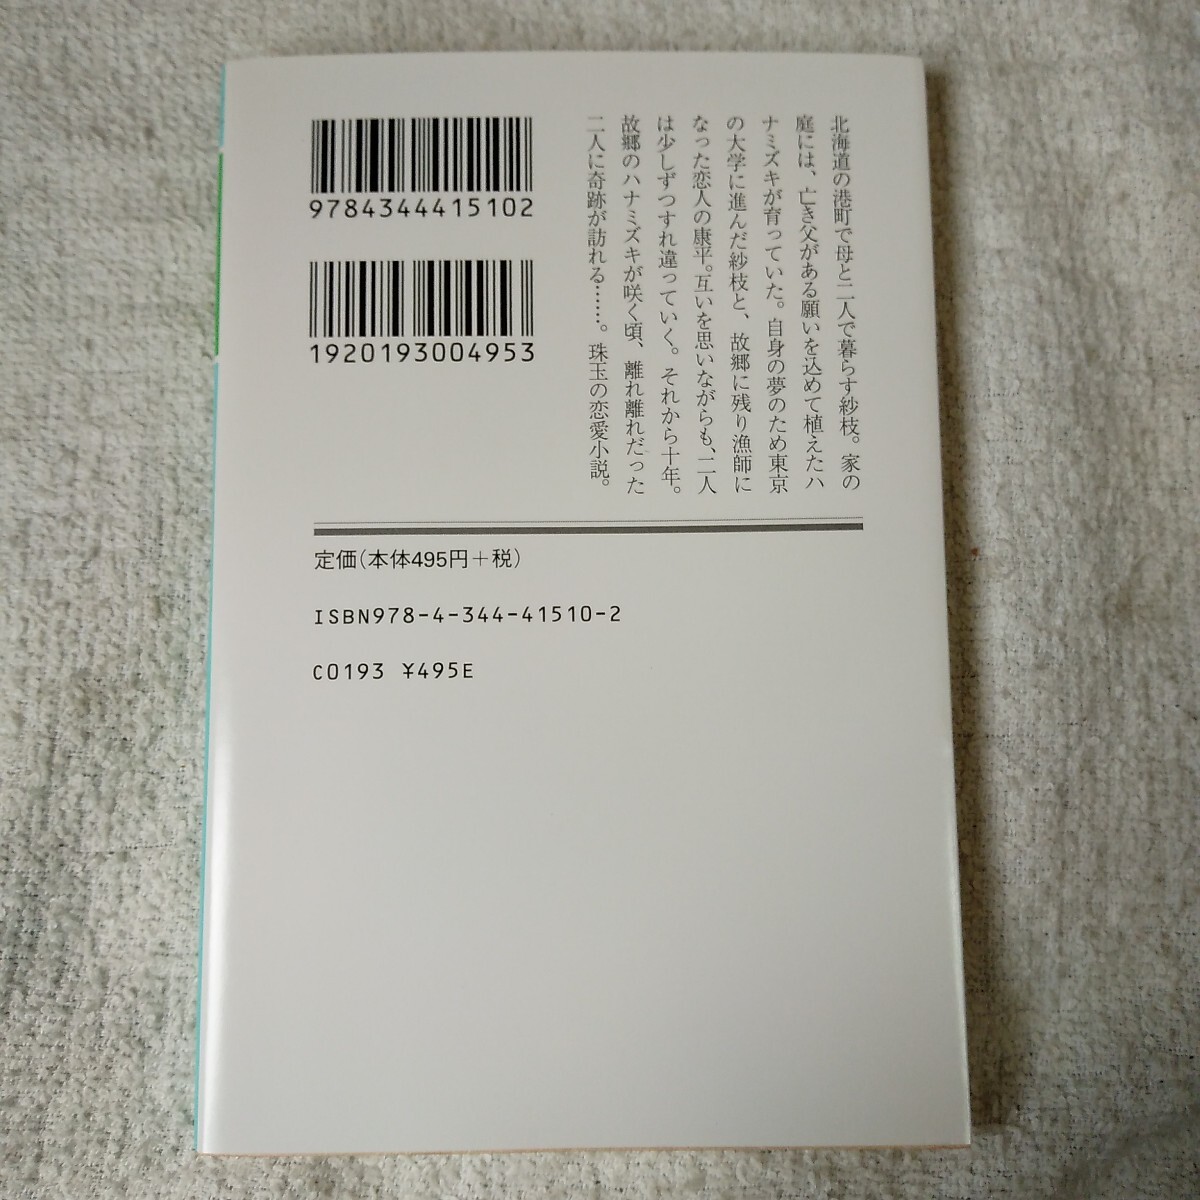 9784344415102
1920193004953
北海道の港町で母と二人で暮らす紗枝。家の
庭には、亡き父がある願いを込めて植えたハ
ナミズキが育っていた。自身の夢のため東京
の大学に進んだ紗枝と、故郷に残り漁師に
なった恋人の康平。互いを思いながらも、二人
は少しずつすれ違っていく。それから十年。
故郷のハナミズキが咲く頃、離れ離れだった
二人に奇跡が訪れる……。珠玉の恋愛小説。
定価(本体495円+税)
ISBN978-4-344-41510-2
C0193 ¥495E